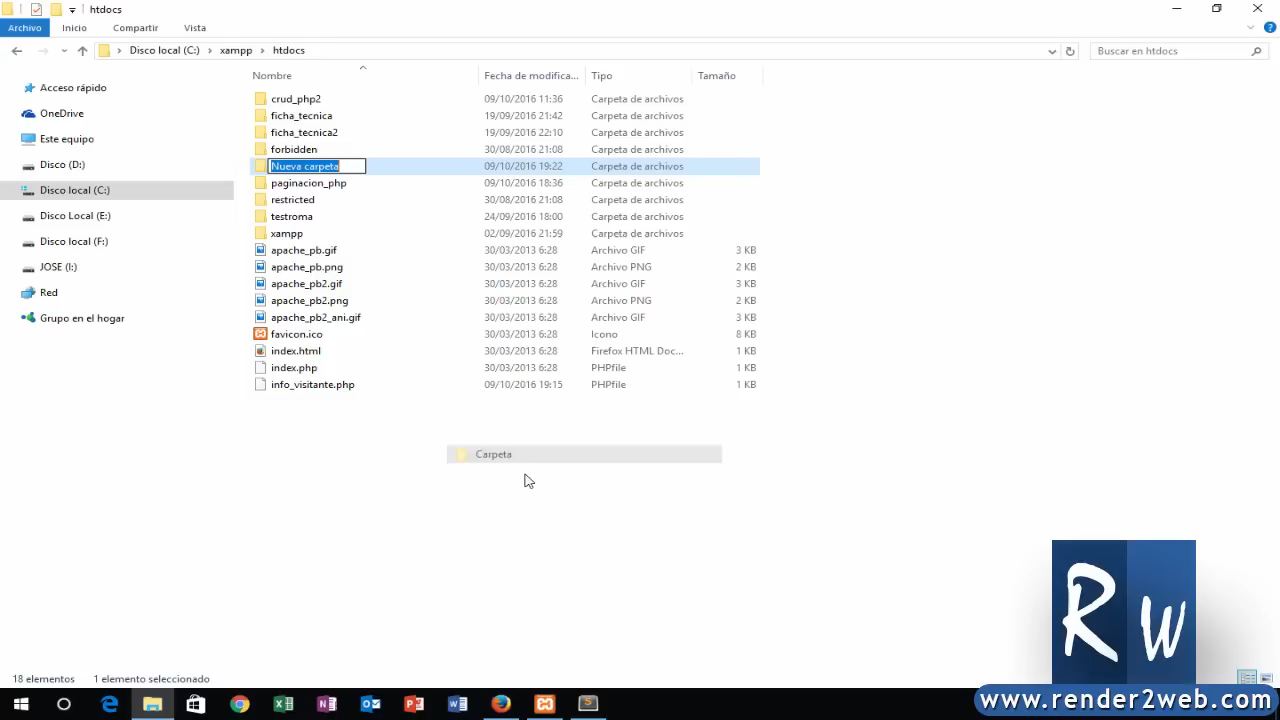 htdocs
Archivo Inicio Compartir Vista
Disco local (C:) xampp htdocs Buscar en htdocs
Nombre Fecha de modifica... Tipo Tamaño
Acceso rápido
OneDrive
Este equipo
Disco (D:)
Disco local (C:)
Disco Local (E:)
Disco local (F:)
JOSE (I:)
Red
Grupo en el hogar
crud_php2 09/10/2016 11:36 Carpeta de archivos
ficha_tecnica 19/09/2016 21:42 Carpeta de archivos
ficha_tecnica2 19/09/2016 22:10 Carpeta de archivos
forbidden 30/08/2016 21:08 Carpeta de archivos
Nueva carpeta 09/10/2016 19:22 Carpeta de archivos
paginacion_php 09/10/2016 18:36 Carpeta de archivos
restricted 30/08/2016 21:08 Carpeta de archivos
testroma 24/09/2016 18:00 Carpeta de archivos
xampp 02/09/2016 21:59 Carpeta de archivos
apache_pb.gif 30/03/2013 6:28 Archivo GIF 3 KB
apache_pb.png 30/03/2013 6:28 Archivo PNG 2 KB
apache_pb2.gif 30/03/2013 6:28 Archivo GIF 3 KB
apache_pb2.png 30/03/2013 6:28 Archivo PNG 2 KB
apache_pb2_ani.gif 30/03/2013 6:28 Archivo GIF 3 KB
favicon.ico 30/03/2013 6:28 Icono 8 KB
index.html 30/03/2013 6:28 Firefox HTML Doc... 1 KB
index.php 30/03/2013 6:28 PHPfile 1 KB
info_visitante.php 09/10/2016 19:15 PHPfile 1 KB
Carpeta
RW
18 elementos 1 elemento seleccionado
www.render2web.com